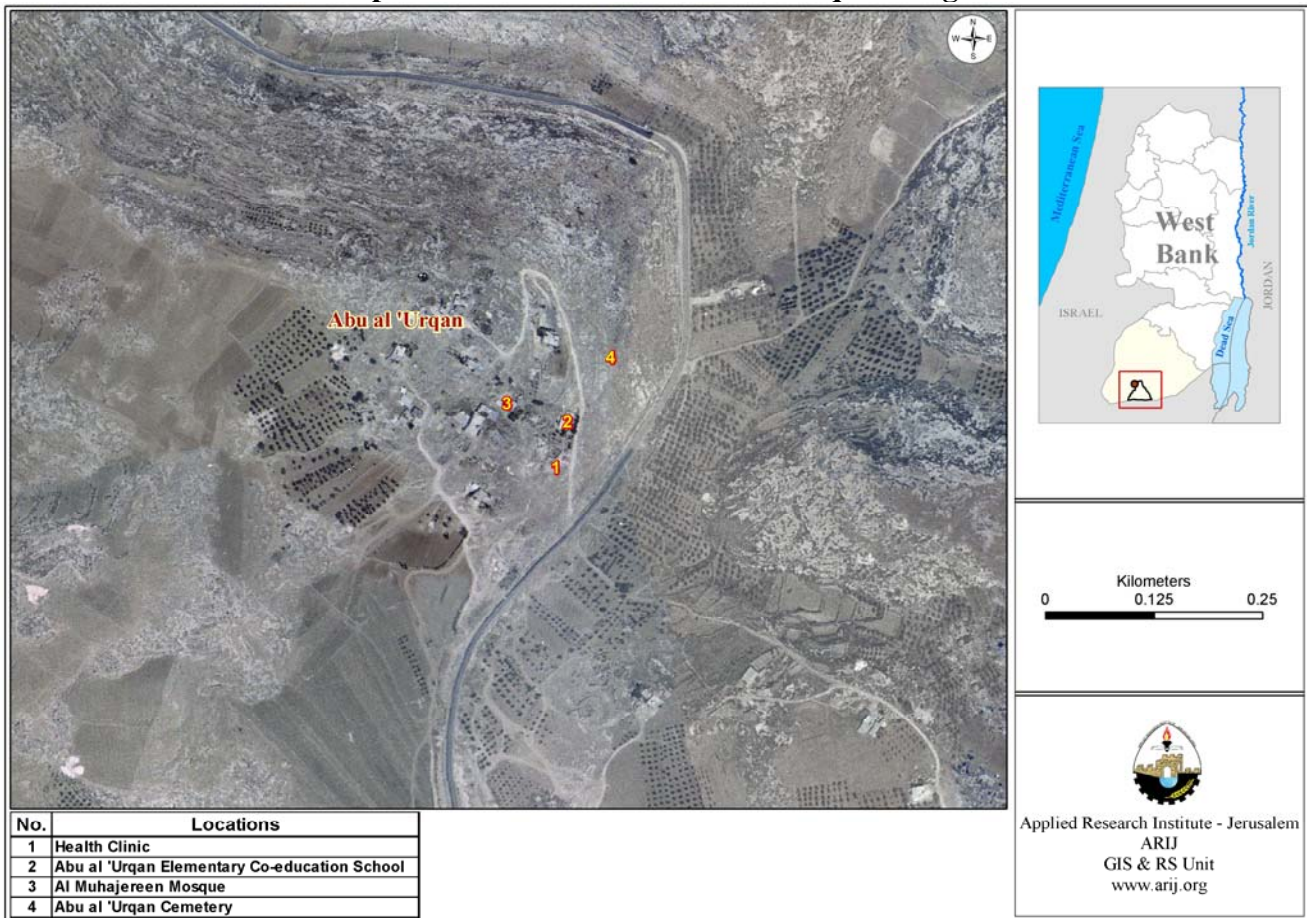 N
W E
S
Abu al 'Urqan
4
3
2
1
Mediterranean Sea
West
Bank
Jordan River
JORDAN
ISRAEL
Dead Sea
Kilometers
0 0.125 0.25
Applied Research Institute - Jerusalem
ARIJ
GIS & RS Unit
www.arij.org
No. Locations
1 Health Clinic
2 Abu al 'Urqan Elementary Co-education School
3 Al Muhajereen Mosque
4 Abu al 'Urqan Cemetery